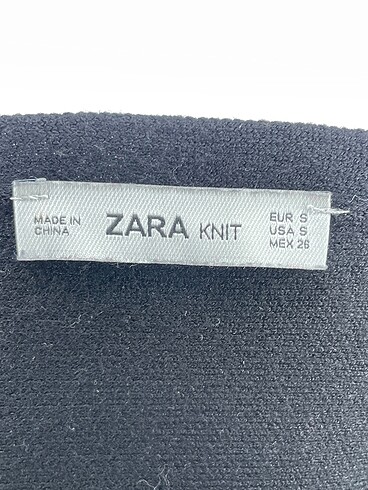 MADE IN
CHINA
ZARA KNIT
EUR S
USA S
MEX 26